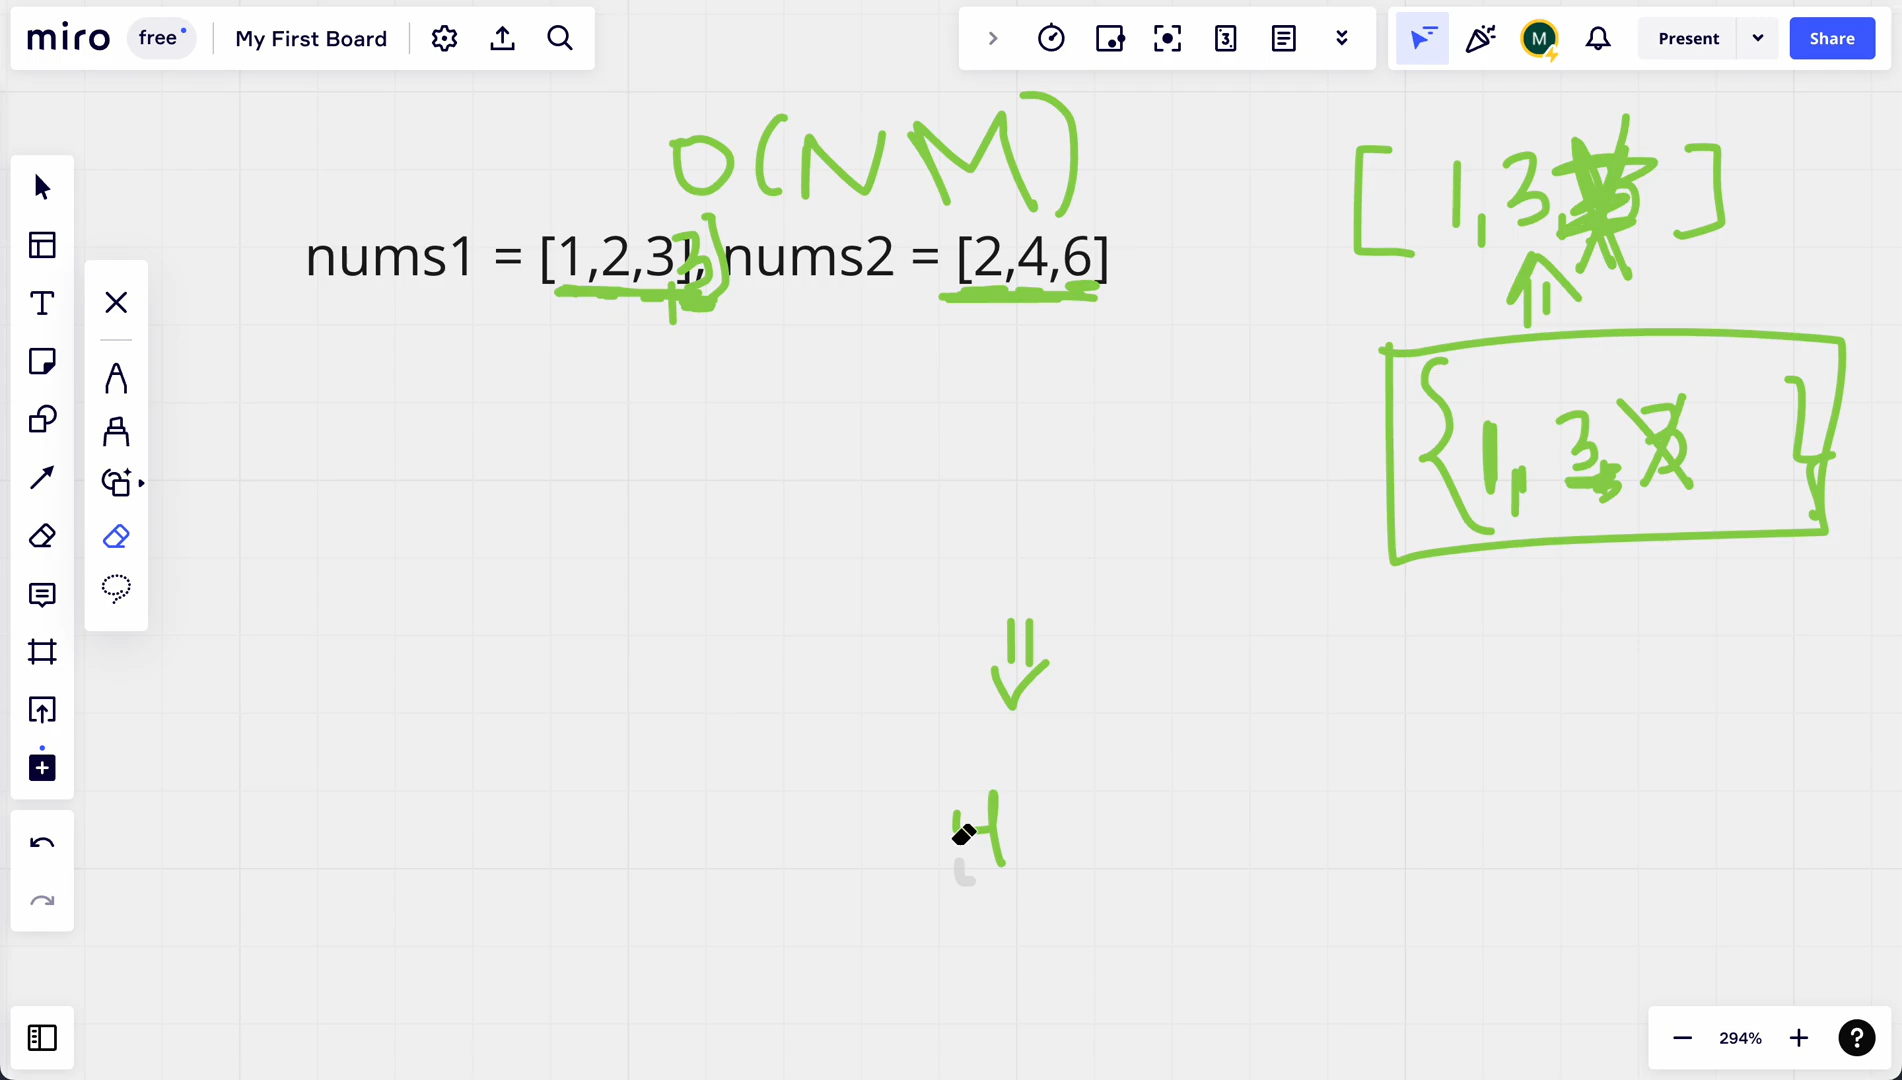 miro free My First Board
Present Share
M
O(NM)
[1,3, ]
nums1 = [1,2,3], nums2 = [2,4,6]
,3]
{1, 3, }
4
T
294%
?